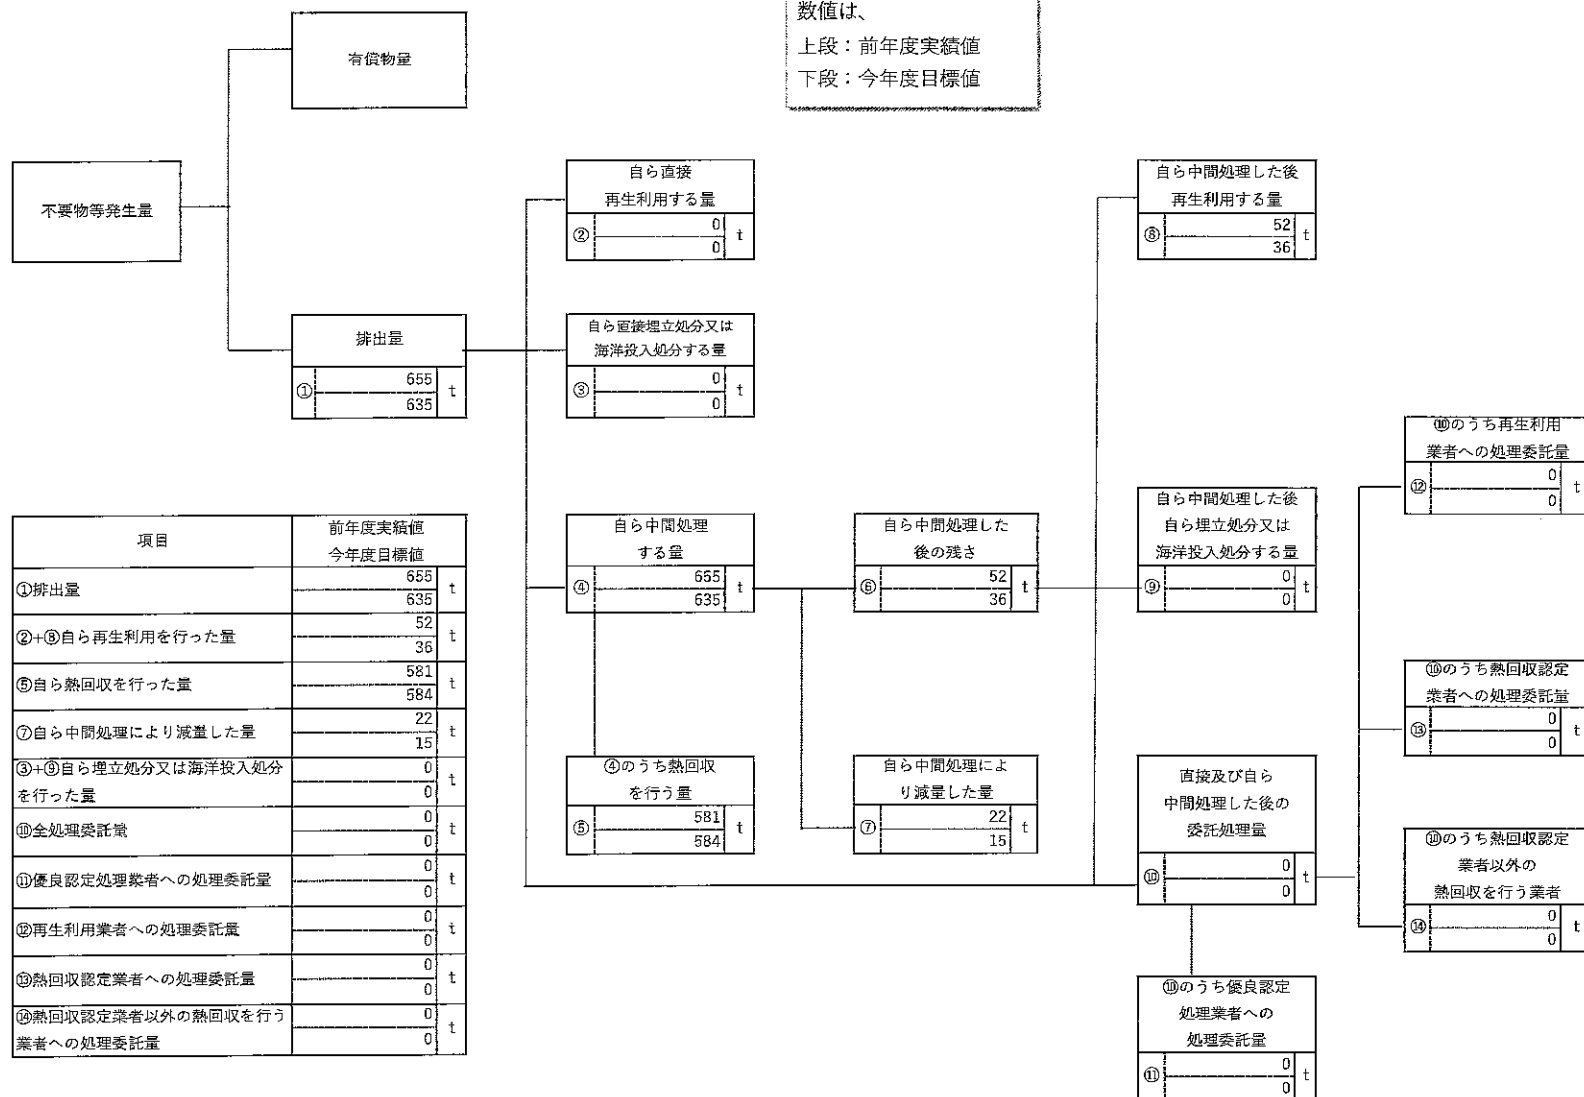 数値は、
上段：前年度実績値
下段：今年度目標値
有償物量
不要物等発生量
排出量
①
655
635
t
自ら直接
再生利用する量
②
0
0
t
自ら直接埋立処分又は
海洋投入処分する量
③
0
0
t
自ら中間処理
する量
④
655
635
t
④のうち熱回収
を行う量
⑤
581
584
t
自ら中間処理した
後の残さ
⑥
52
36
t
自ら中間処理によ
り減量した量
⑦
22
15
t
自ら中間処理した後
再生利用する量
⑧
52
36
t
自ら中間処理した後
自ら埋立処分又は
海洋投入処分する量
⑨
0
0
t
直接及び自ら
中間処理した後の
委託処理量
⑩
0
0
t
⑩のうち優良認定
処理業者への
処理委託量
⑪
0
0
t
⑩のうち再生利用
業者への処理委託量
⑫
0
0
t
⑩のうち熱回収認定
業者への処理委託量
⑬
0
0
t
⑩のうち熱回収認定
業者以外の
熱回収を行う業者
⑭
0
0
t
項目
前年度実績値
今年度目標値
①排出量
655
635
t
②+⑧自ら再生利用を行った量
52
36
t
⑤自ら熱回収を行った量
581
584
t
⑦自ら中間処理により減量した量
22
15
t
③+⑨自ら埋立処分又は海洋投入処分
を行った量
0
0
t
⑩全処理委託量
0
0
t
⑪優良認定処理業者への処理委託量
0
0
t
⑫再生利用業者への処理委託量
0
0
t
⑬熱回収認定業者への処理委託量
0
0
t
⑭熱回収認定業者以外の熱回収を行う
業者への処理委託量
0
0
t